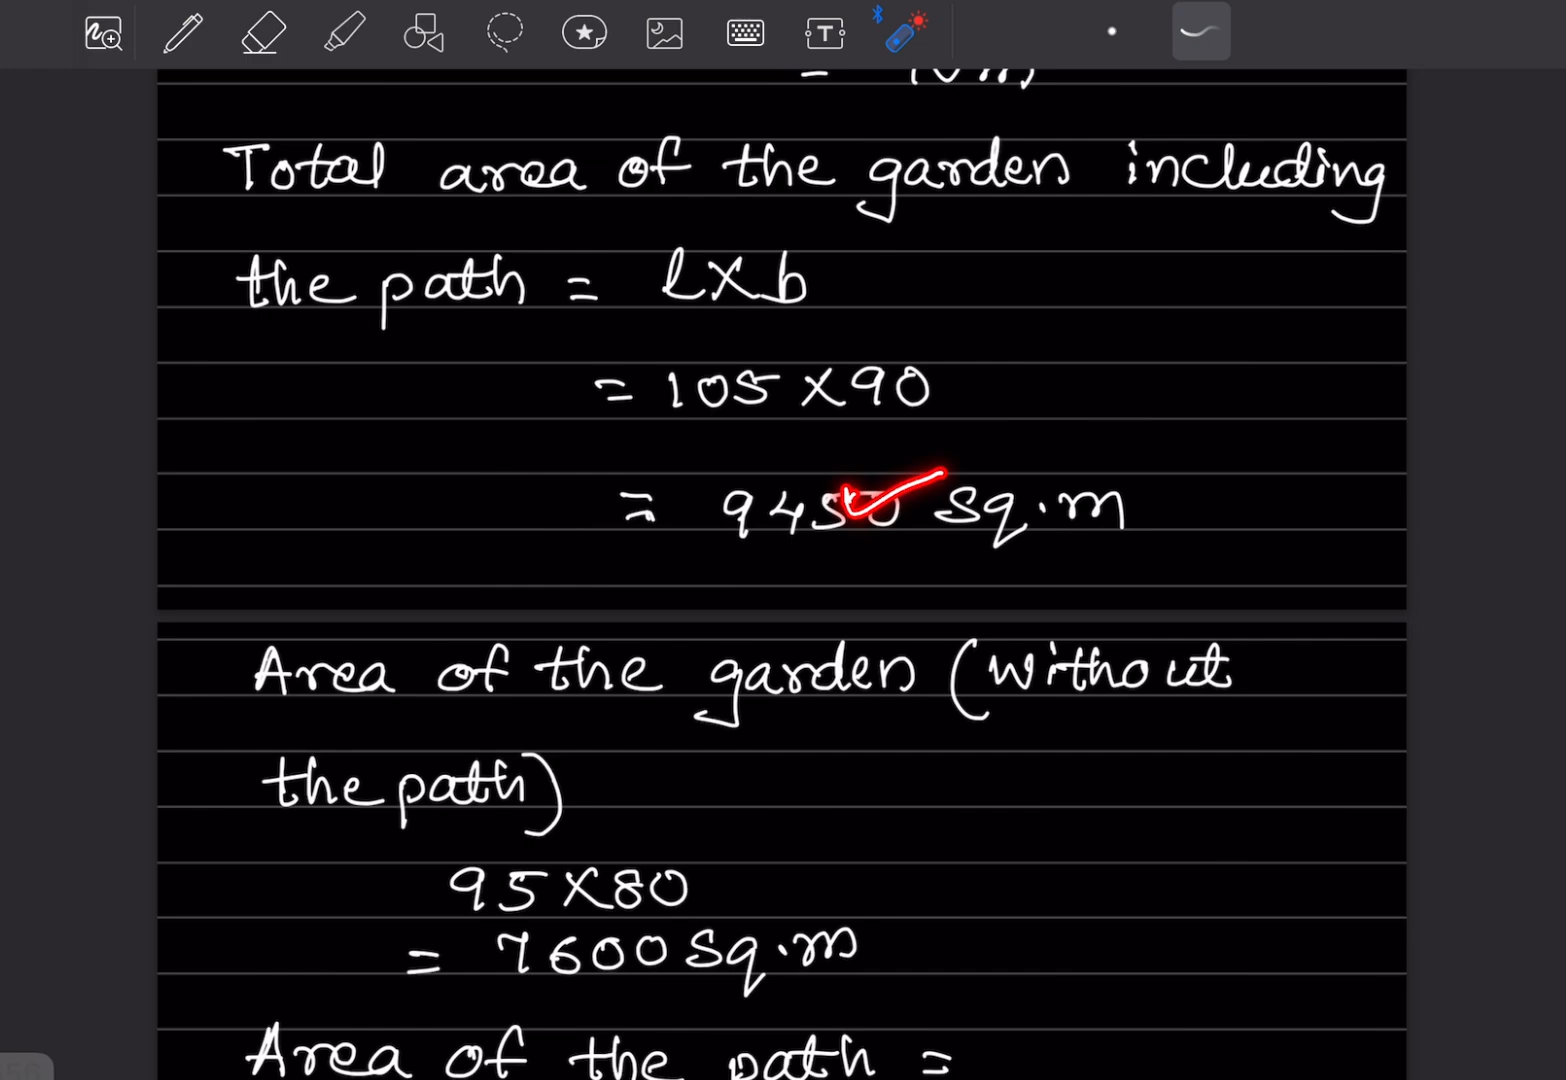 Total area of the garden including
the path = l×b
= 105×90
= 9450 sq.m
Area of the garden (without
the path)
95×80
= 7600 sq.m
Area of the path =